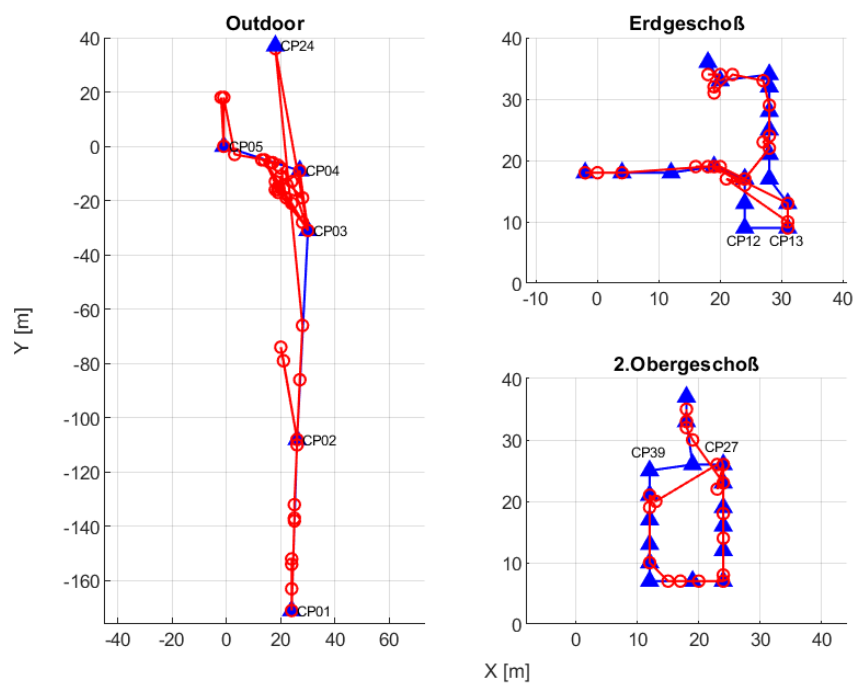 Outdoor
40
20
0
-20
-40
-60
-80
-100
-120
-140
-160
-40
-20
0
20
40
60
CP24
CP05
CP04
CP03
CP02
CP01
Y [m]
Erdgeschoß
40
30
20
10
0
-10
0
10
20
30
40
CP12
CP13
2.Obergeschoß
40
30
20
10
0
0
10
20
30
40
CP39
CP27
X [m]